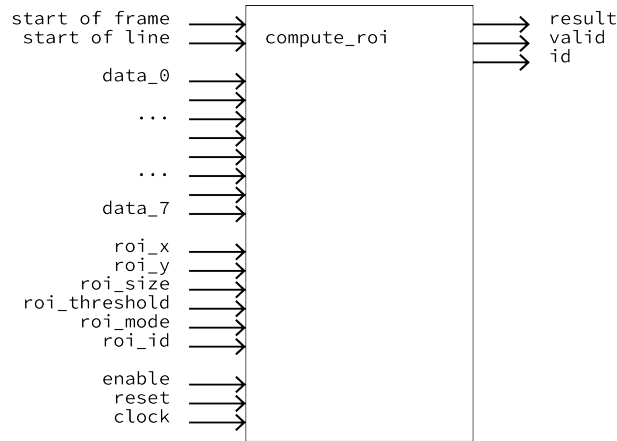 start of frame
start of line
data_0
...
...
data_7
roi_x
roi_y
roi_size
roi_threshold
roi_mode
roi_id
enable
reset
clock
compute_roi
result
valid
id